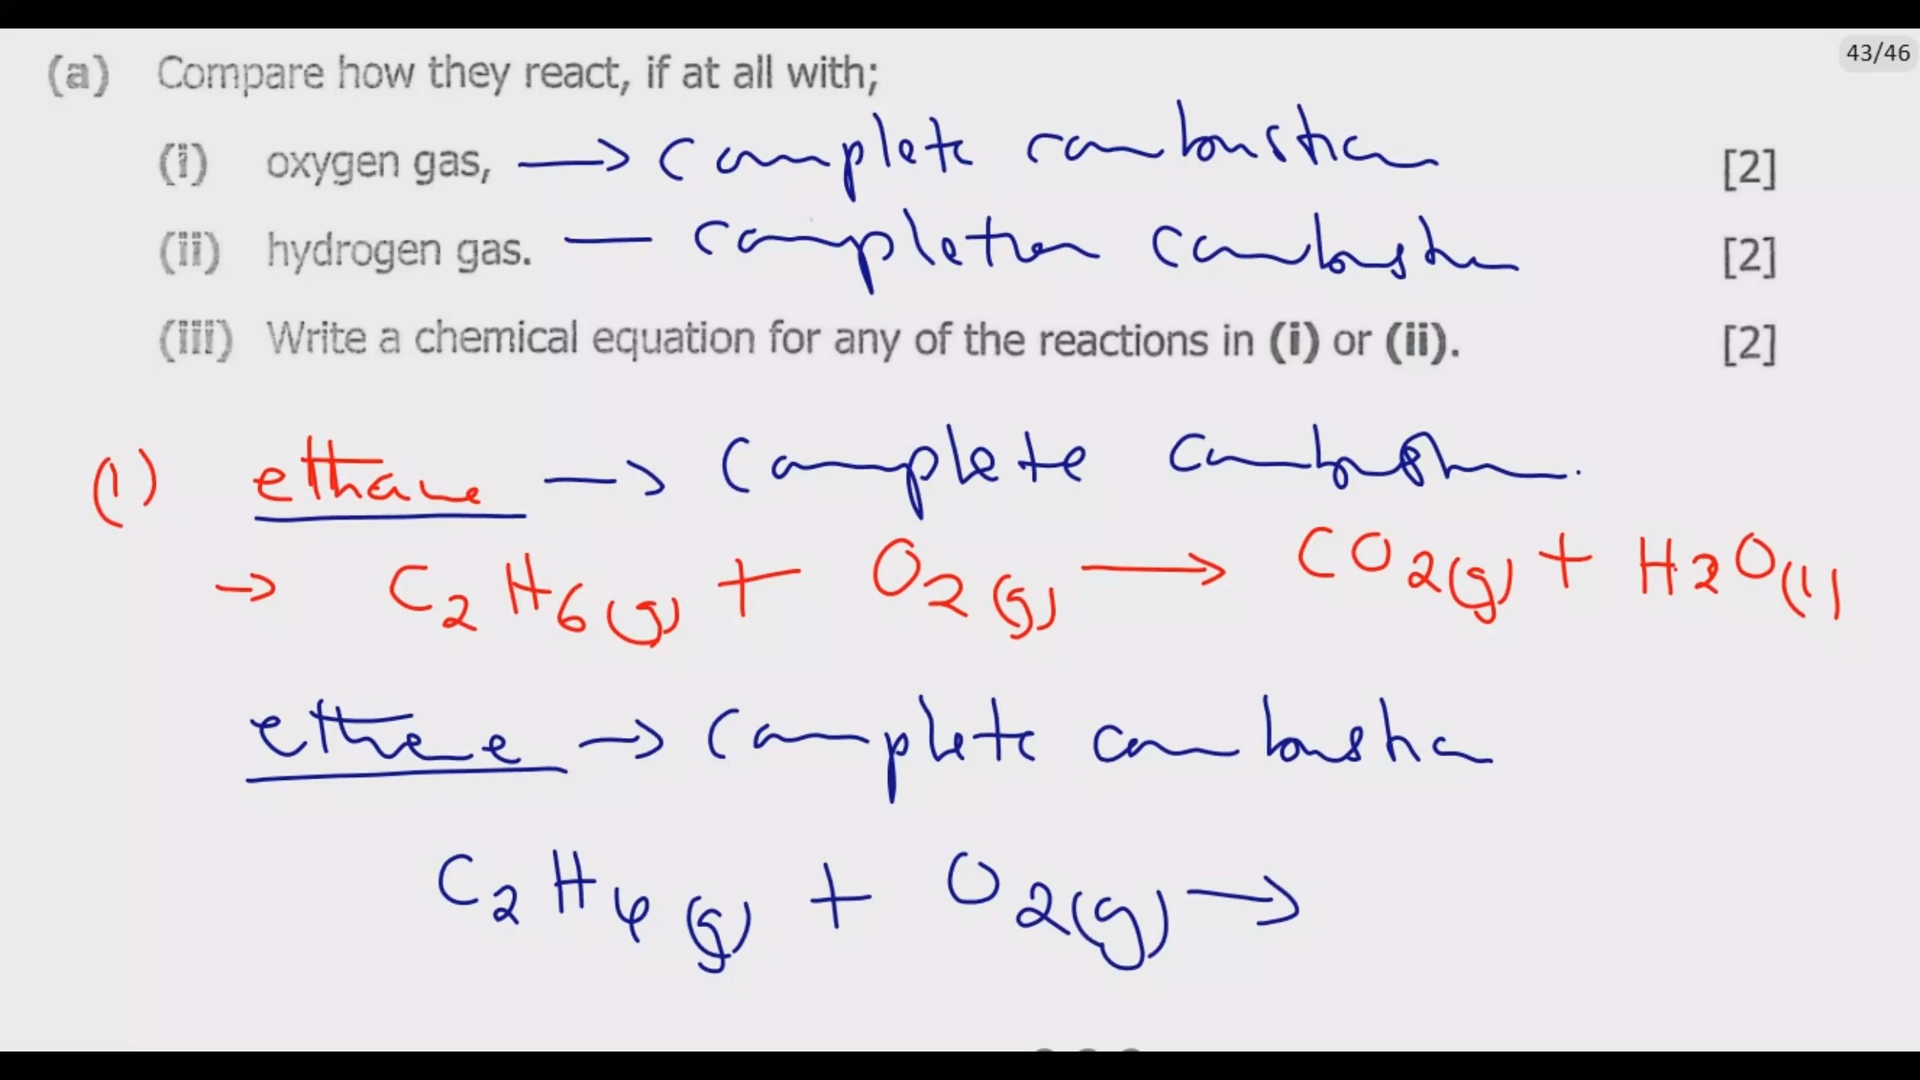 43/46
(a) Compare how they react, if at all with;
(i) oxygen gas, → complete combustion [2]
(ii) hydrogen gas. — completion combustion [2]
(iii) Write a chemical equation for any of the reactions in (i) or (ii). [2]
(1) ethane → complete combustion.
→ C2H6(g) + O2(g) → CO2(g) + H2O(l)
ethene → complete combustion
C2H4(g) + O2(g) →